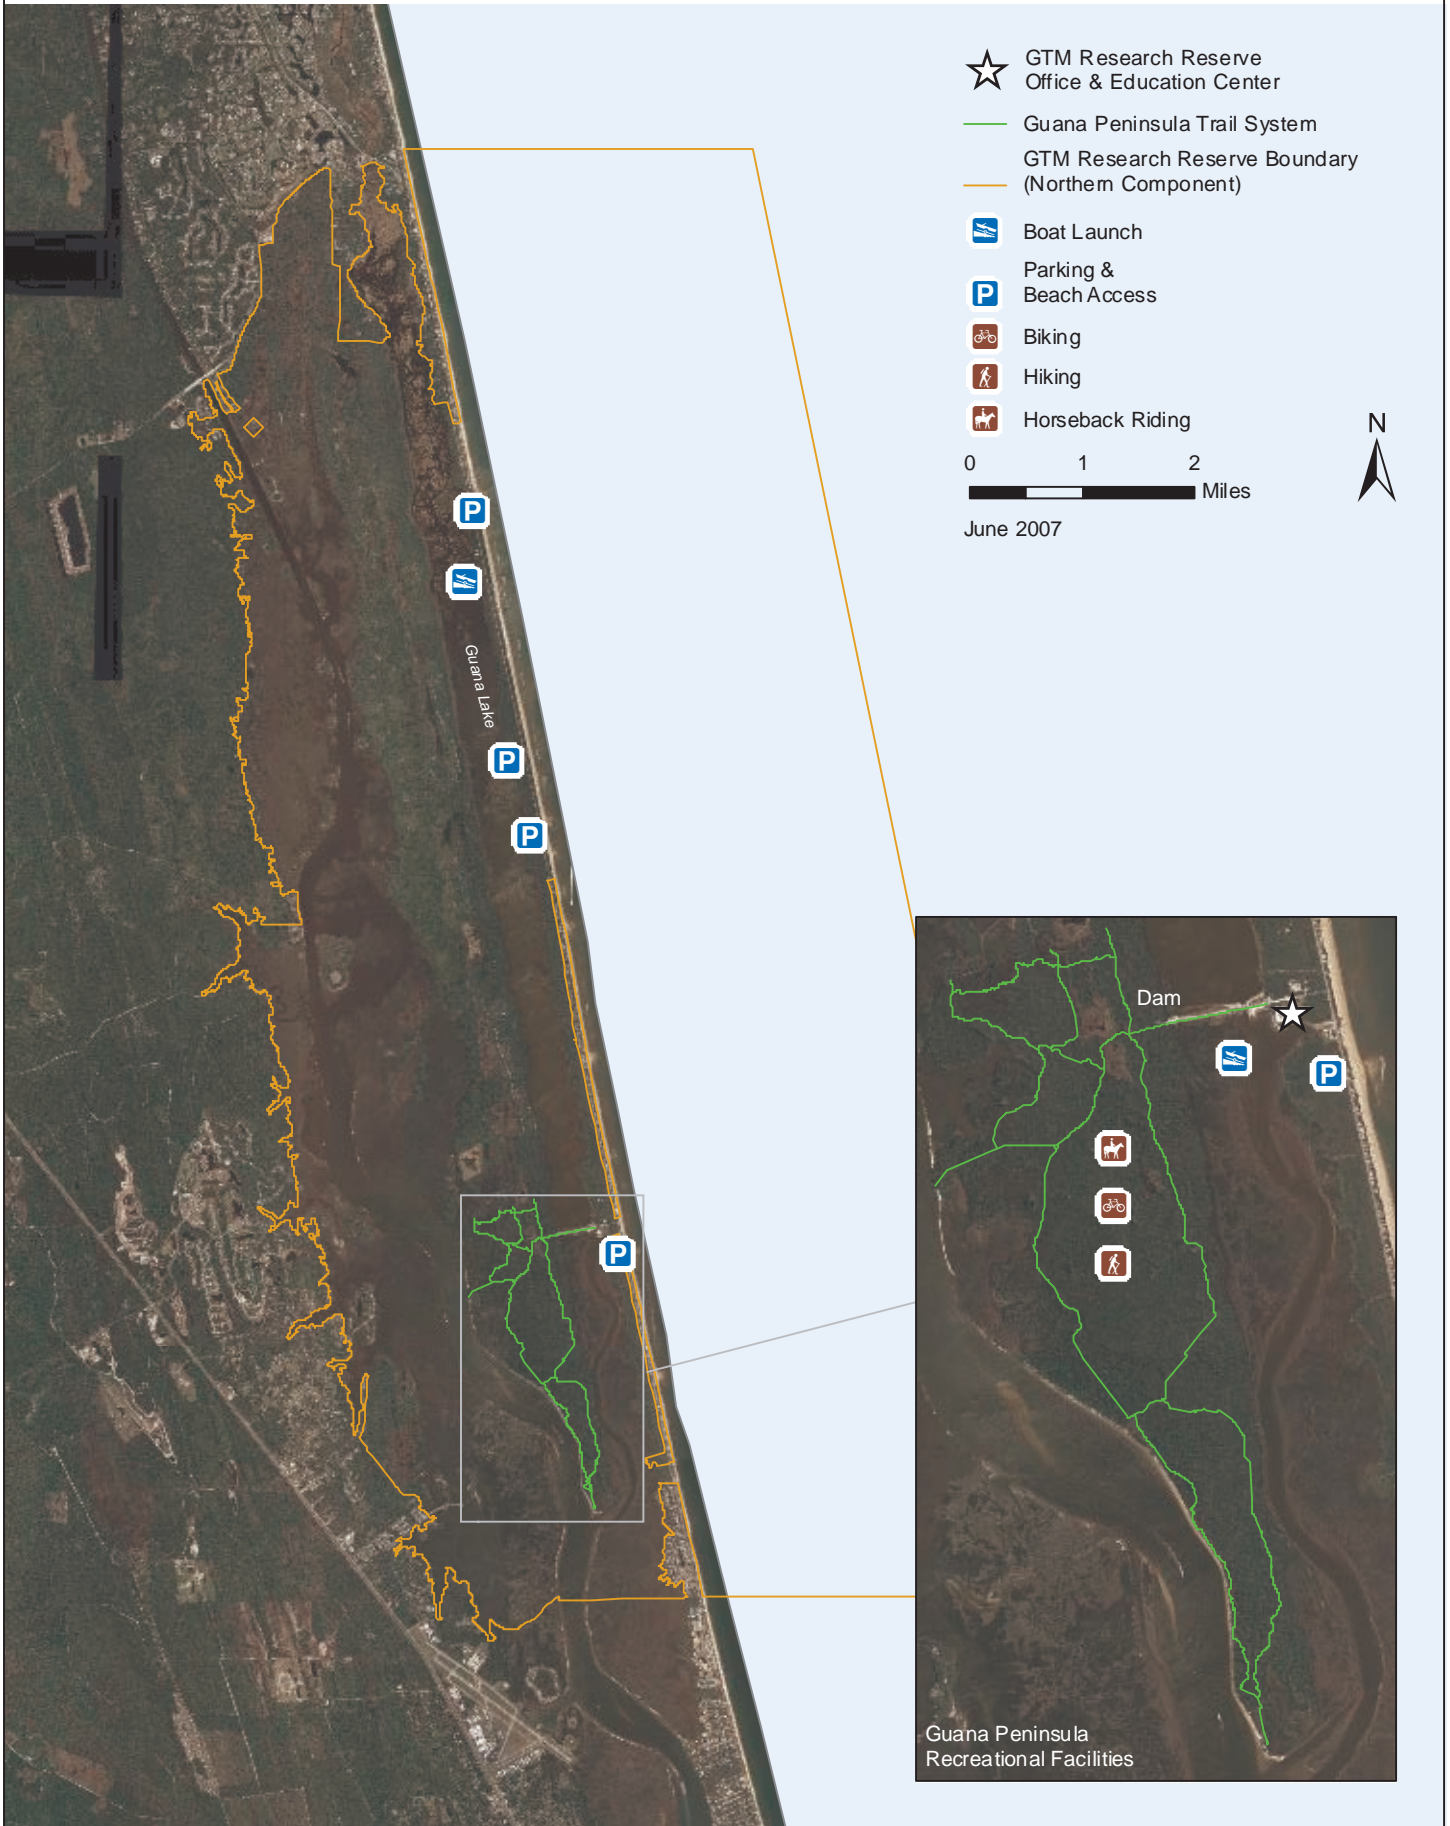 GTM Research Reserve
Office & Education Center
Guana Peninsula Trail System
GTM Research Reserve Boundary
(Northern Component)
Boat Launch
P
Parking &
Beach Access
Biking
Hiking
Horseback Riding
N
0 1 2
Miles
June 2007
P
Guana Lake
P
P
P
Dam
P
Guana Peninsula
Recreational Facilities